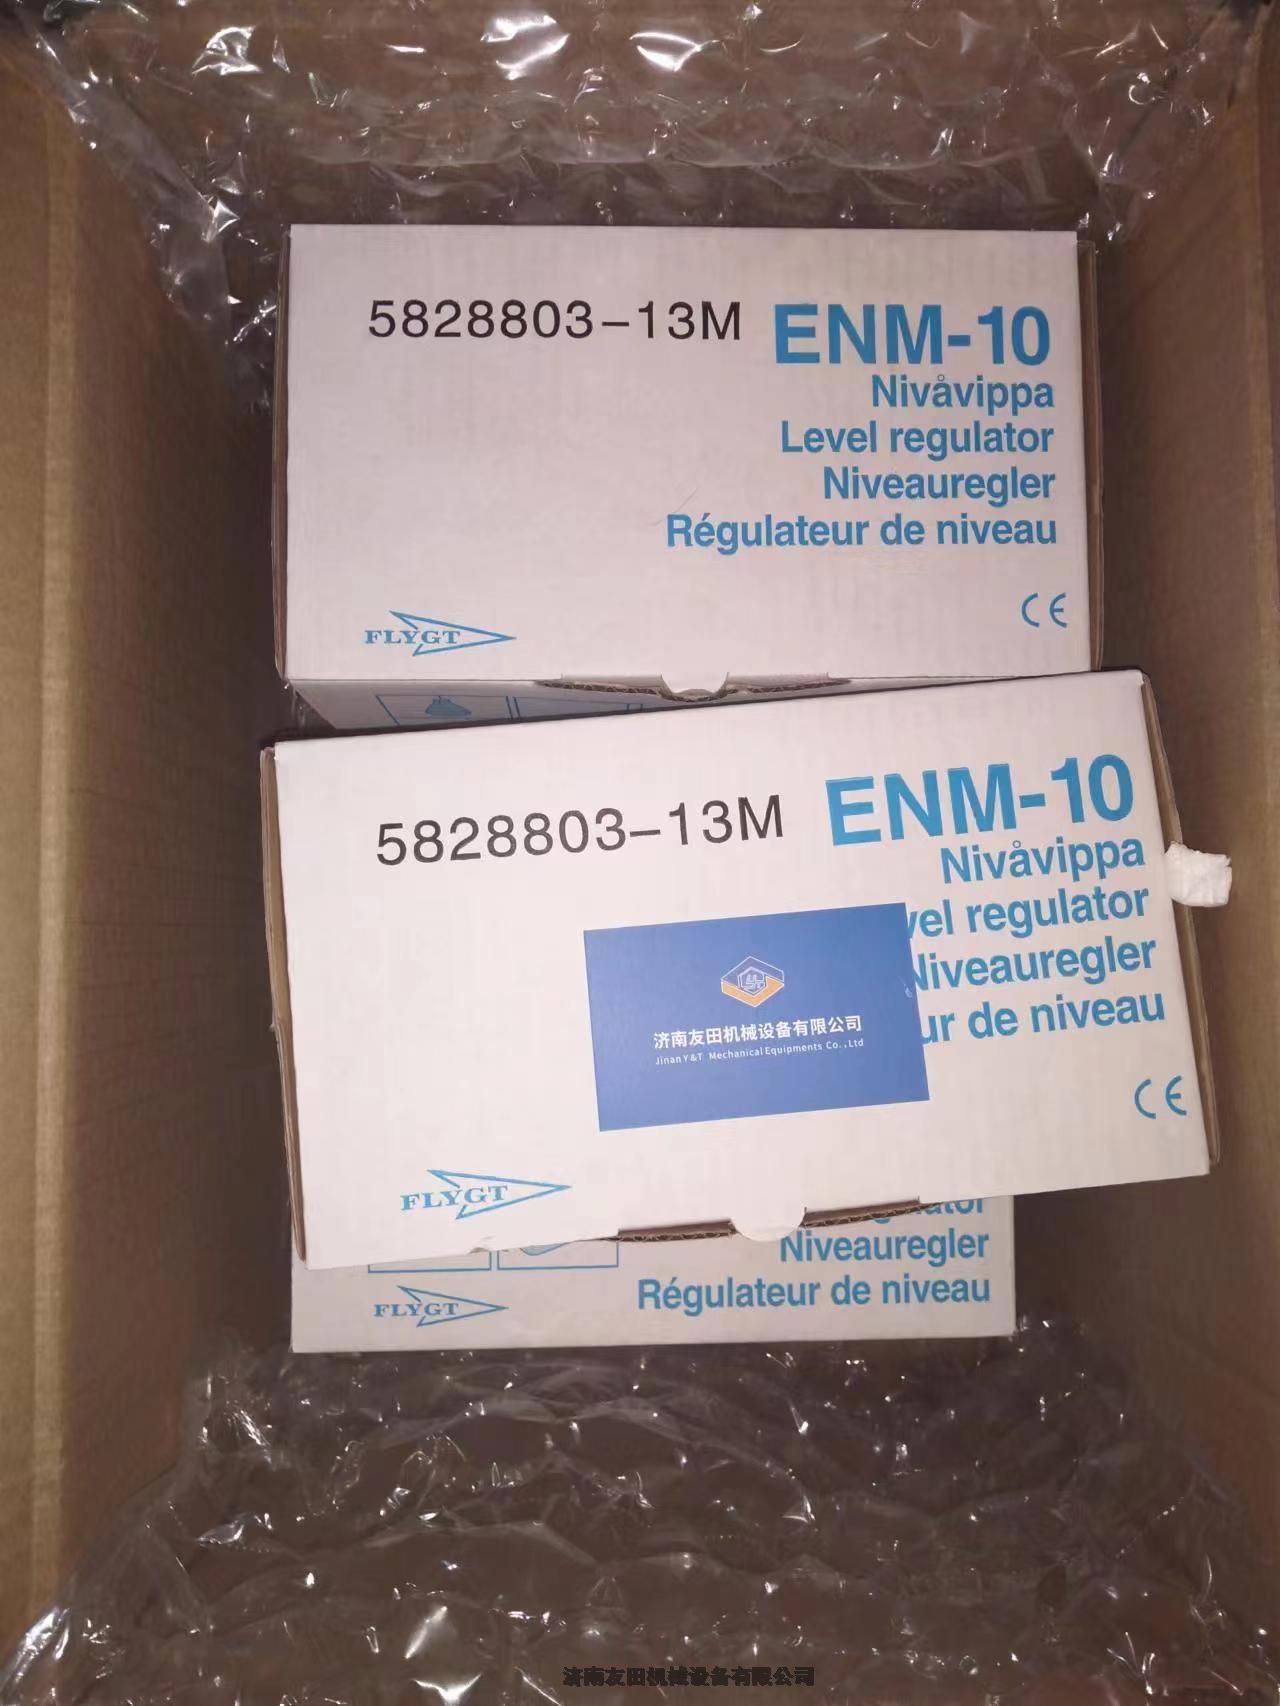 5828803-13M ENM-10
Nivåvippa
Level regulator
Niveauregler
Régulateur de niveau
CE
FLYGT
5828803-13M ENM-10
Nivåvippa
vel regulator
Niveauregler
ur de niveau
济南友田机械设备有限公司
Jinan Y&T Mechanical Equipments Co.,Ltd
CE
FLYGT
Niveauregler
Régulateur de niveau
FLYGT
济南友田机械设备有限公司